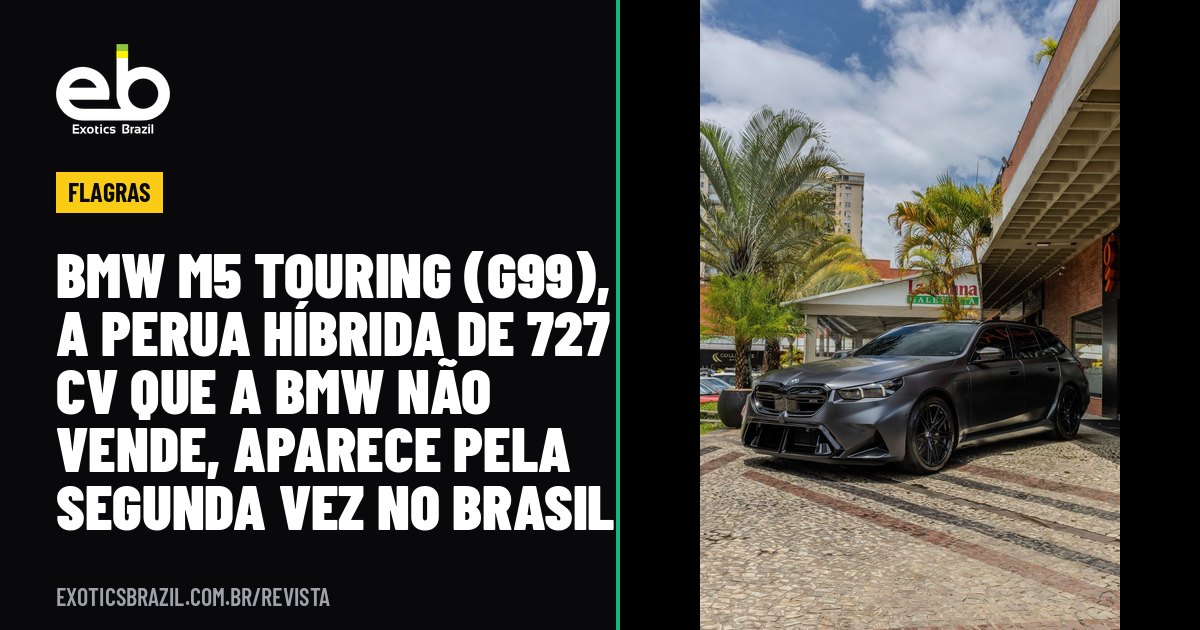 eb
Exotics Brazil
FLAGRAS
BMW M5 TOURING (G99),
A PERUA HÍBRIDA DE 727
CV QUE A BMW NÃO
VENDE, APARECE PELA
SEGUNDA VEZ NO BRASIL
EXOTICSBRAZIL.COM.BR/REVISTA
GALETERIA